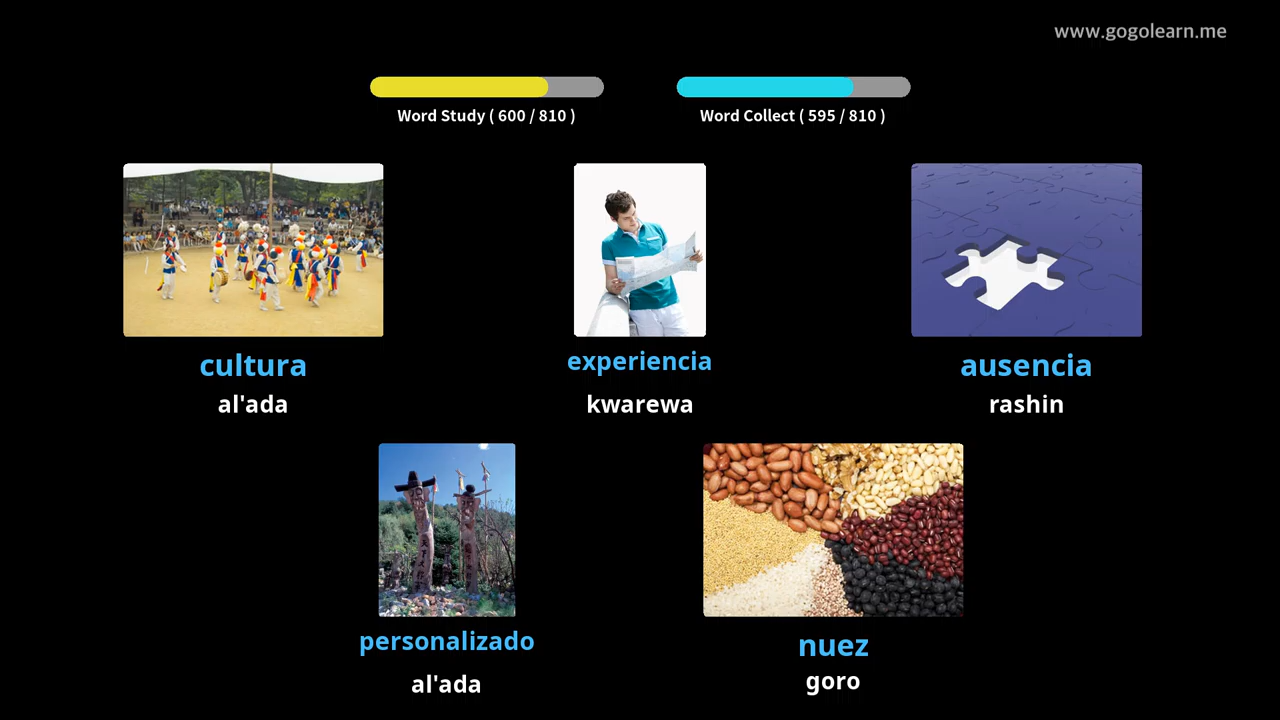 www.gogolearn.me
Word Study ( 600 / 810 )
Word Collect ( 595 / 810 )
cultura
al'ada
experiencia
kwarewa
ausencia
rashin
personalizado
al'ada
nuez
goro